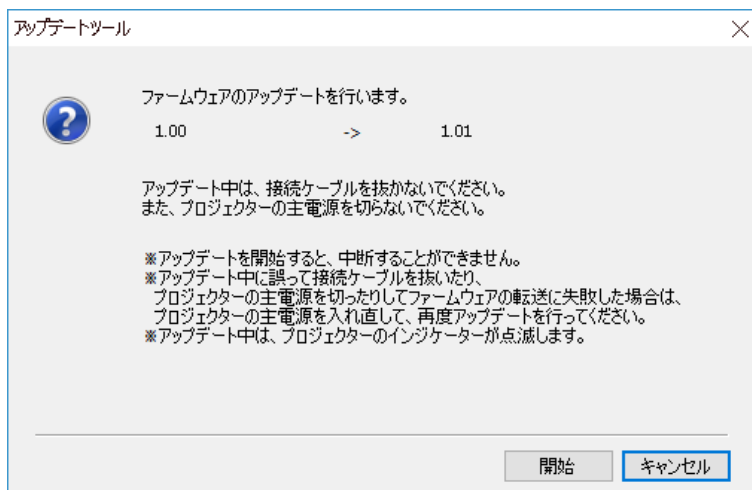 アップデートツール
ファームウェアのアップデートを行います。
1.00 -> 1.01
アップデート中は、接続ケーブルを抜かないでください。
また、プロジェクターの主電源を切らないでください。
※アップデートを開始すると、中断することができません。
※アップデート中に誤って接続ケーブルを抜いたり、
プロジェクターの主電源を切ったりしてファームウェアの転送に失敗した場合は、
プロジェクターの主電源を入れ直して、再度アップデートを行ってください。
※アップデート中は、プロジェクターのインジケーターが点滅します。
開始 キャンセル